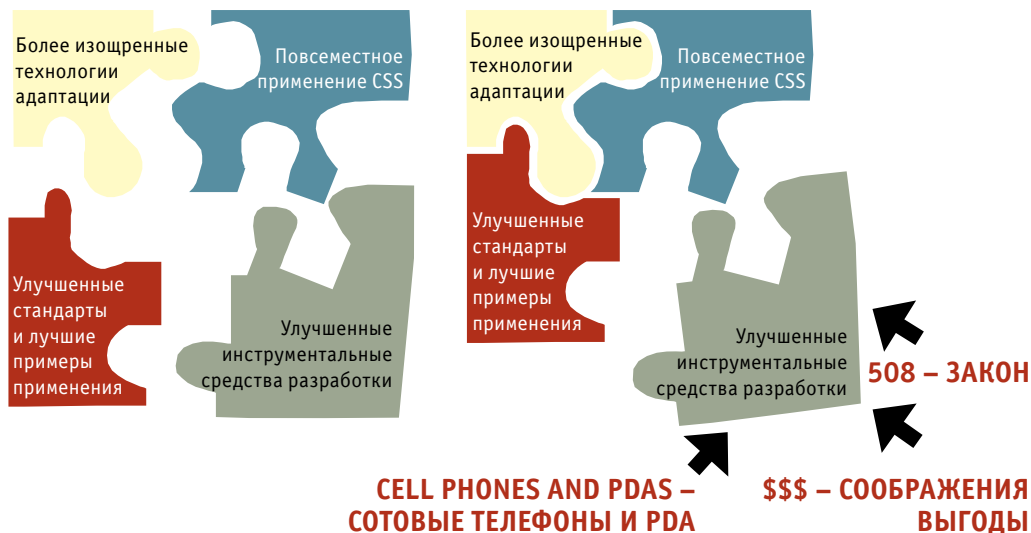 Более изощренные
технологии
адаптации
Повсеместное
применение CSS
Улучшенные
стандарты
и лучшие
примеры
применения
Улучшенные
инструментальные
средства разработки
Более изощренные
технологии
адаптации
Повсеместное
применение CSS
Улучшенные
стандарты
и лучшие
примеры
применения
Улучшенные
инструментальные
средства разработки
508 – ЗАКОН
CELL PHONES AND PDAS –
СОТОВЫЕ ТЕЛЕФОНЫ И PDA
$$$ – СООБРАЖЕНИЯ
ВЫГОДЫ